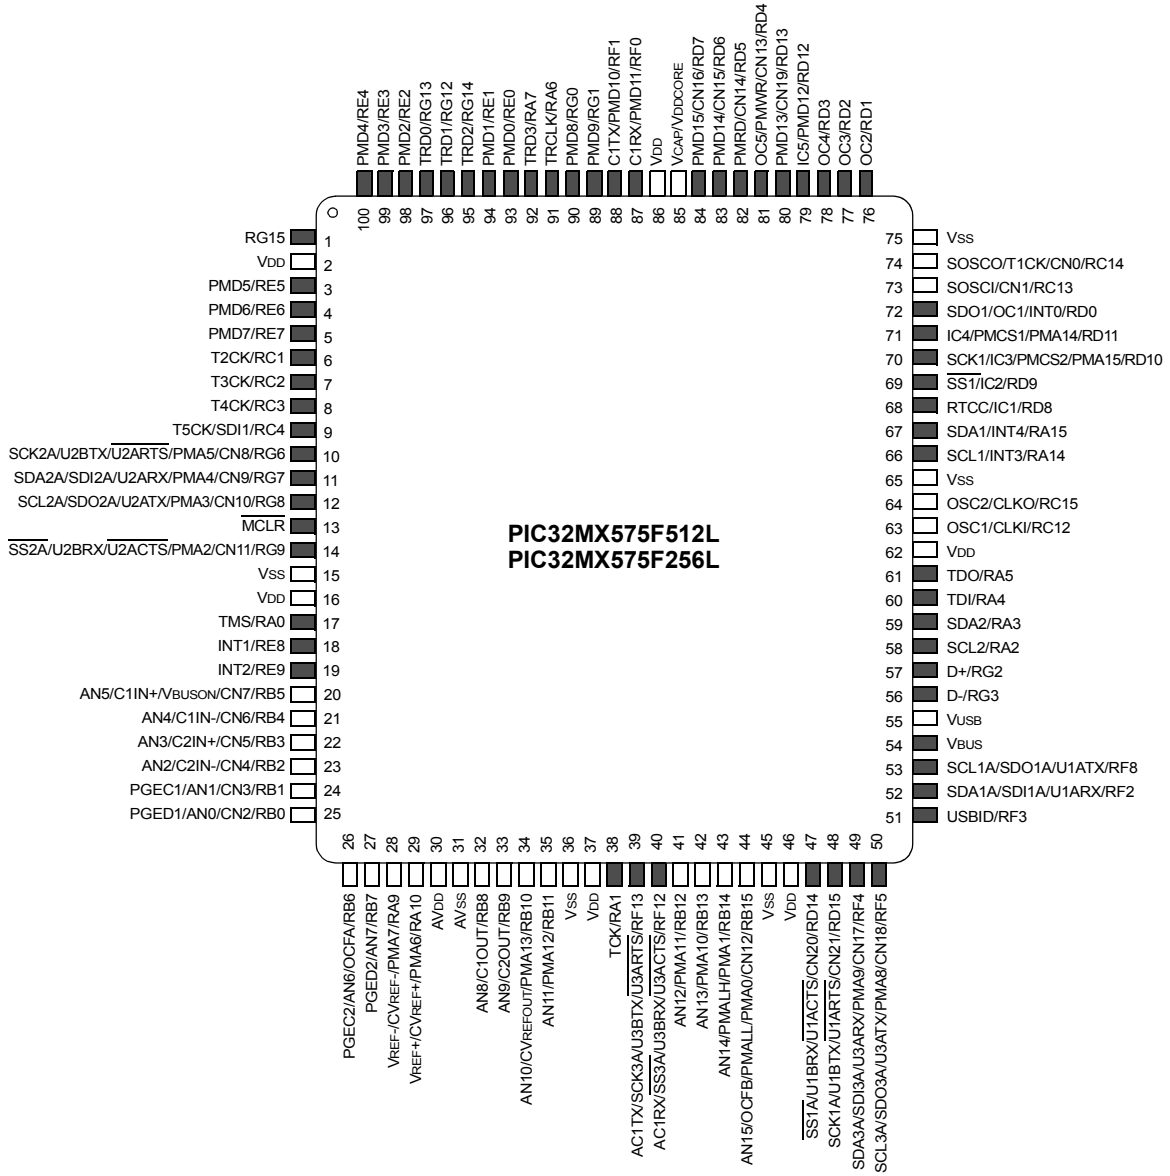 PMD4/RE4
PMD3/RE3
PMD2/RE2
TRD0/RG13
TRD1/RG12
TRD2/RG14
PMD1/RE1
PMD0/RE0
TRD3/RA7
TRCLK/RA6
PMD8/RG0
PMD9/RG1
C1TX/PMD10/RF1
C1RX/PMD11/RF0
VDD
VCAP/VDDCORE
PMD15/CN16/RD7
PMD14/CN15/RD6
PMRD/CN14/RD5
OC5/PMWR/CN13/RD4
PMD13/CN19/RD13
IC5/PMD12/RD12
OC4/RD3
OC3/RD2
OC2/RD1
100
99
98
97
96
95
94
93
92
91
90
89
88
87
86
85
84
83
82
81
80
79
78
77
76
RG15 1
VDD 2
PMD5/RE5 3
PMD6/RE6 4
PMD7/RE7 5
T2CK/RC1 6
T3CK/RC2 7
T4CK/RC3 8
T5CK/SDI1/RC4 9
SCK2A/U2BTX/U2ARTS/PMA5/CN8/RG6 10
SDA2A/SDI2A/U2ARX/PMA4/CN9/RG7 11
SCL2A/SDO2A/U2ATX/PMA3/CN10/RG8 12
MCLR 13
SS2A/U2BRX/U2ACTS/PMA2/CN11/RG9 14
VSS 15
VDD 16
TMS/RA0 17
INT1/RE8 18
INT2/RE9 19
AN5/C1IN+/VBUSON/CN7/RB5 20
AN4/C1IN-/CN6/RB4 21
AN3/C2IN+/CN5/RB3 22
AN2/C2IN-/CN4/RB2 23
PGEC1/AN1/CN3/RB1 24
PGED1/AN0/CN2/RB0 25
PIC32MX575F512L
PIC32MX575F256L
75 VSS
74 SOSCO/T1CK/CN0/RC14
73 SOSCI/CN1/RC13
72 SDO1/OC1/INT0/RD0
71 IC4/PMCS1/PMA14/RD11
70 SCK1/IC3/PMCS2/PMA15/RD10
69 SS1/IC2/RD9
68 RTCC/IC1/RD8
67 SDA1/INT4/RA15
66 SCL1/INT3/RA14
65 VSS
64 OSC2/CLKO/RC15
63 OSC1/CLKI/RC12
62 VDD
61 TDO/RA5
60 TDI/RA4
59 SDA2/RA3
58 SCL2/RA2
57 D+/RG2
56 D-/RG3
55 VUSB
54 VBUS
53 SCL1A/SDO1A/U1ATX/RF8
52 SDA1A/SDI1A/U1ARX/RF2
51 USBID/RF3
26
27
28
29
30
31
32
33
34
35
36
37
38
39
40
41
42
43
44
45
46
47
48
49
50
PGEC2/AN6/OCFA/RB6
PGED2/AN7/RB7
VREF-/CVREF-/PMA7/RA9
VREF+/CVREF+/PMA6/RA10
AVDD
AVSS
AN8/C1OUT/RB8
AN9/C2OUT/RB9
AN10/CVREFOUT/PMA13/RB10
AN11/PMA12/RB11
VSS
VDD
TCK/RA1
AC1TX/SCK3A/U3BTX/U3ARTS/RF13
AC1RX/SS3A/U3BRX/U3ACTS/RF12
AN12/PMA11/RB12
AN13/PMA10/RB13
AN14/PMALH/PMA1/RB14
AN15/OCFB/PMALL/PMA0/CN12/RB15
VSS
VDD
SS1A/U1BRX/U1ACTS/CN20/RD14
SCK1A/U1BTX/U1ARTS/CN21/RD15
SDA3A/SDI3A/U3ARX/PMA9/CN17/RF4
SCL3A/SDO3A/U3ATX/PMA8/CN18/RF5